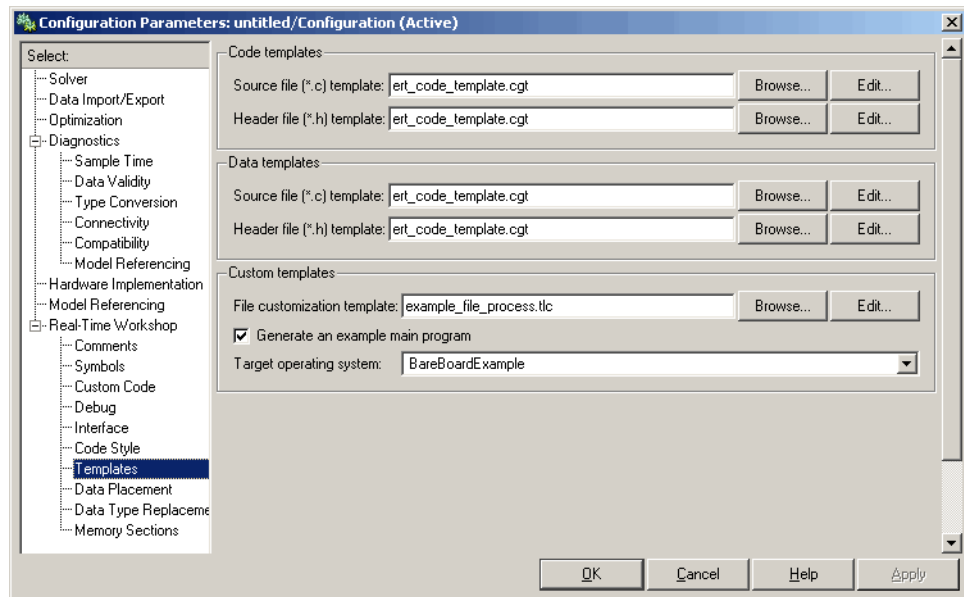 Configuration Parameters: untitled/Configuration (Active)
Select:
Solver
Data Import/Export
Optimization
Diagnostics
Sample Time
Data Validity
Type Conversion
Connectivity
Compatibility
Model Referencing
Hardware Implementation
Model Referencing
Real-Time Workshop
Comments
Symbols
Custom Code
Debug
Interface
Code Style
Templates
Data Placement
Data Type Replaceme
Memory Sections
Code templates
Source file (*.c) template: ert_code_template.cgt Browse... Edit...
Header file (*.h) template: ert_code_template.cgt Browse... Edit...
Data templates
Source file (*.c) template: ert_code_template.cgt Browse... Edit...
Header file (*.h) template: ert_code_template.cgt Browse... Edit...
Custom templates
File customization template: example_file_process.tlc Browse... Edit...
Generate an example main program
Target operating system: BareBoardExample
OK Cancel Help Apply